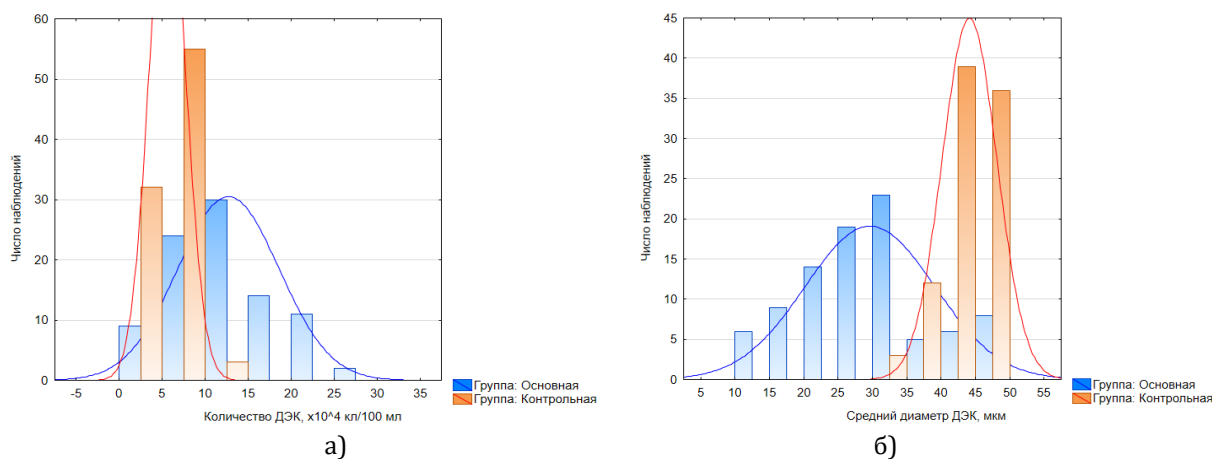 60
50
40
30
20
10
0
Число наблюдений
-5 0 5 10 15 20 25 30 35
Количество ДЭК, x10^4 кл/100 мл
Группа: Основная
Группа: Контрольная
а)
45
40
35
30
25
20
15
10
5
0
Число наблюдений
5 10 15 20 25 30 35 40 45 50 55
Средний диаметр ДЭК, мкм
Группа: Основная
Группа: Контрольная
б)